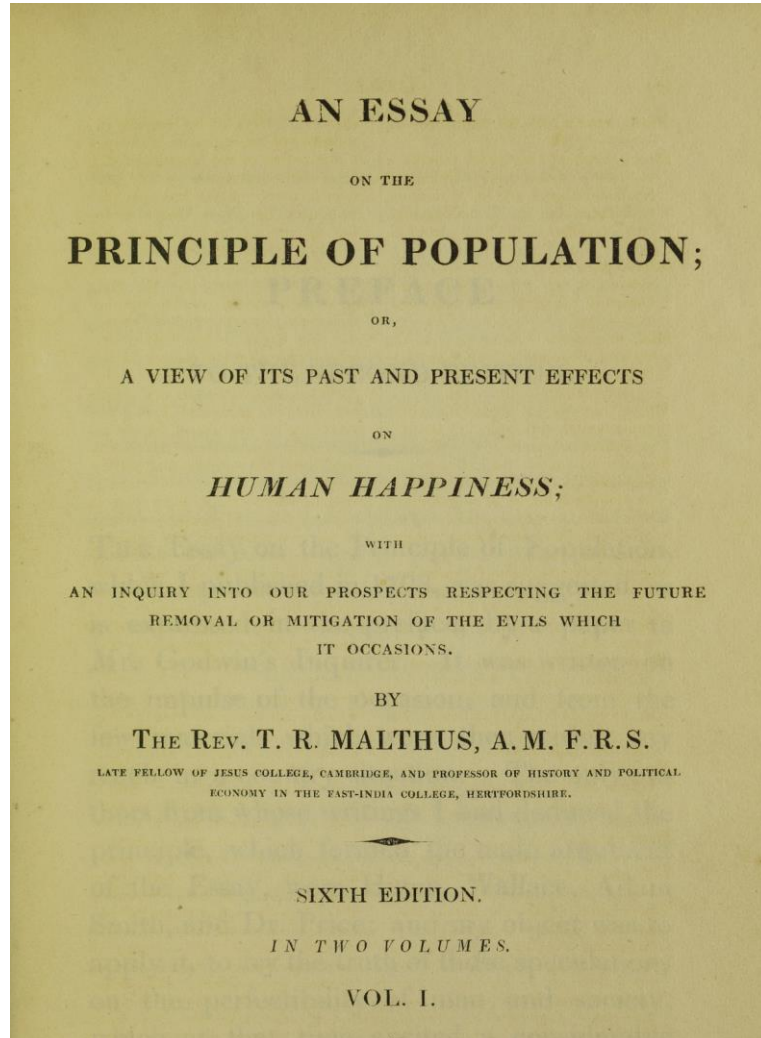 AN ESSAY
ON THE
PRINCIPLE OF POPULATION;
OR,
A VIEW OF ITS PAST AND PRESENT EFFECTS
ON
HUMAN HAPPINESS;
WITH
AN INQUIRY INTO OUR PROSPECTS RESPECTING THE FUTURE
REMOVAL OR MITIGATION OF THE EVILS WHICH
IT OCCASIONS.
BY
THE REV. T. R. MALTHUS, A.M. F.R.S.
LATE FELLOW OF JESUS COLLEGE, CAMBRIDGE, AND PROFESSOR OF HISTORY AND POLITICAL
ECONOMY IN THE EAST-INDIA COLLEGE, HERTFORDSHIRE.
SIXTH EDITION.
IN TWO VOLUMES.
VOL. I.